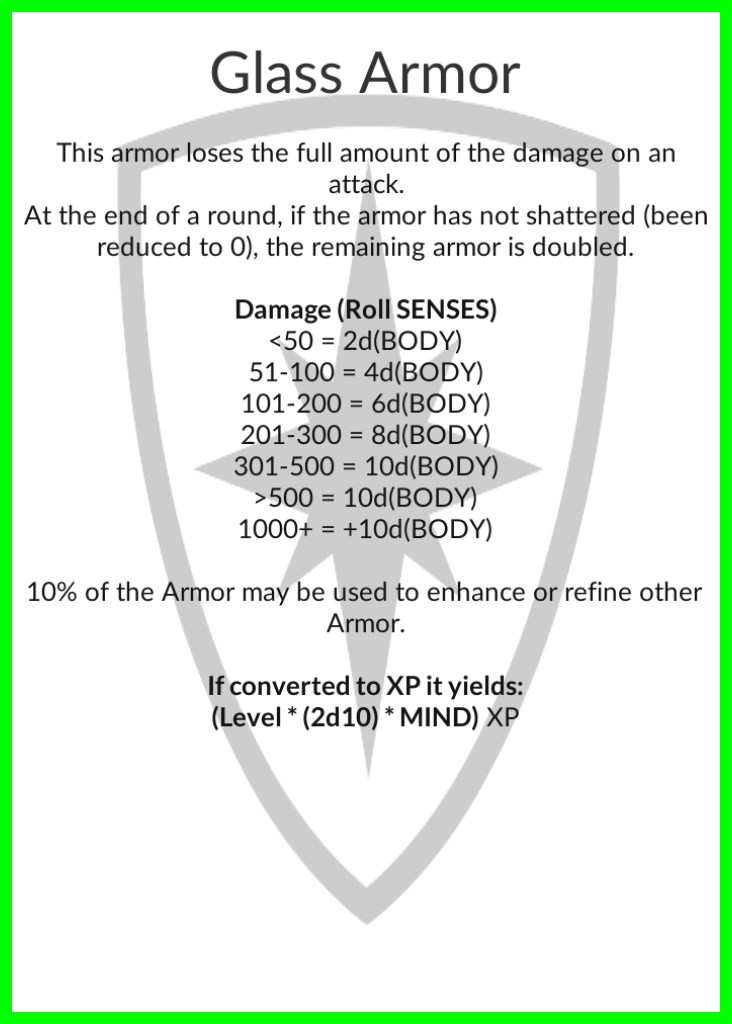 Glass Armor
This armor loses the full amount of the damage on an
attack.
At the end of a round, if the armor has not shattered (been
reduced to 0), the remaining armor is doubled.
Damage (Roll SENSES)
<50 = 2d(BODY)
51-100 = 4d(BODY)
101-200 = 6d(BODY)
201-300 = 8d(BODY)
301-500 = 10d(BODY)
>500 = 10d(BODY)
1000+ = +10d(BODY)
10% of the Armor may be used to enhance or refine other
Armor.
If converted to XP it yields:
(Level * (2d10) * MIND) XP